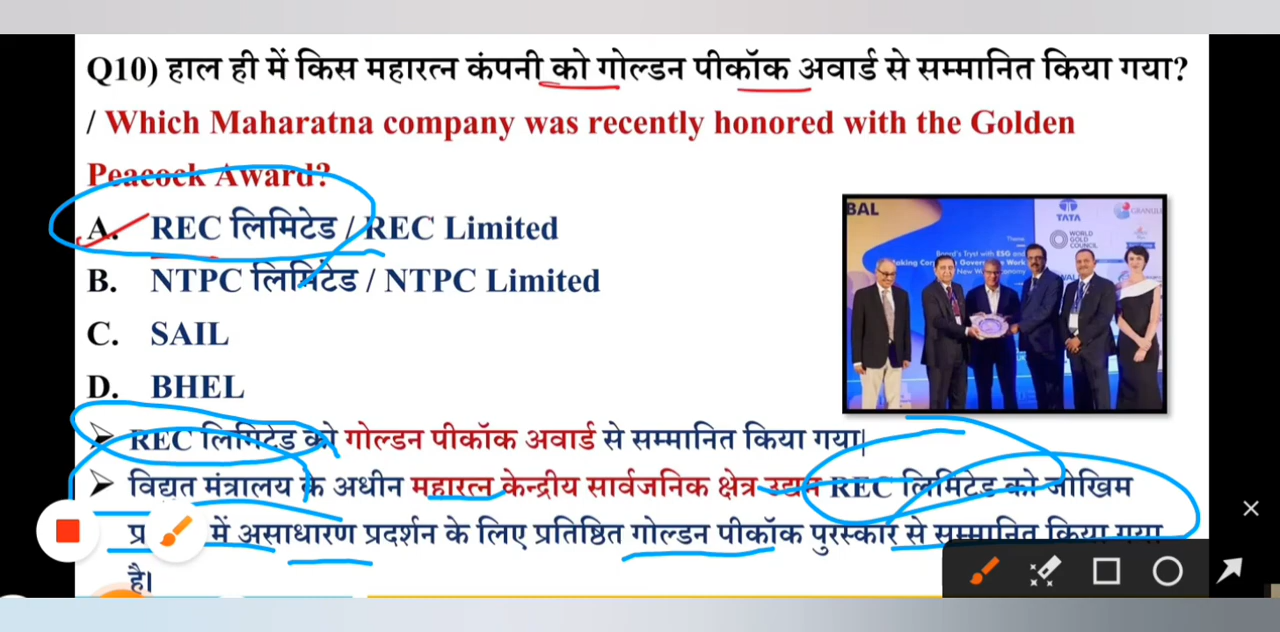 Q10) हाल ही में किस महारत्न कंपनी को गोल्डन पीकॉक अवार्ड से सम्मानित किया गया?
/ Which Maharatna company was recently honored with the Golden
Peacock Award?
A. REC लिमिटेड / REC Limited
B. NTPC लिमिटेड / NTPC Limited
C. SAIL
D. BHEL
BAL
TATA
WORLD
GOLD
COUNCIL
➤ REC लिमिटेड को गोल्डन पीकॉक अवार्ड से सम्मानित किया गया|
➤ विद्युत मंत्रालय के अधीन महारत्न केन्द्रीय सार्वजनिक क्षेत्र उद्यम REC लिमिटेड को जोखिम
प्र में असाधारण प्रदर्शन के लिए प्रतिष्ठित गोल्डन पीकॉक पुरस्कार से सम्मानित किया गया
है।